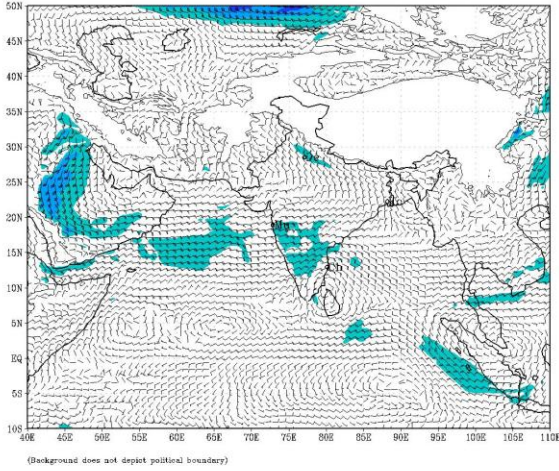 50N
45N
40N
35N
30N
25N
20N
15N
10N
5N
EQ
5S
10S
40E 45E 50E 55E 60E 65E 70E 75E 80E 85E 90E 95E 100E 105E 110E
(Background does not depict political boundary)